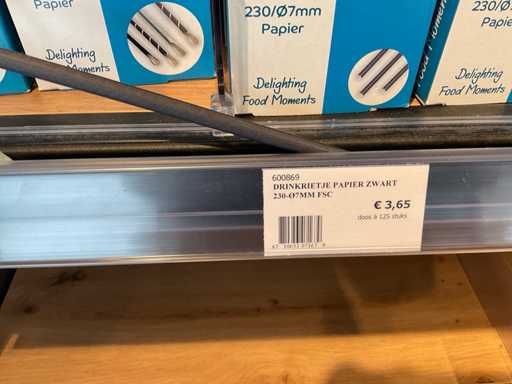 Papier
230/Ø7mm
Papier
230/Ø
Papier
Delighting
Food Moments
Delighting
Food Moments
Delighting
Food Moments
600869
DRINKRIETJE PAPIER ZWART
230-Ø7MM FSC
€ 3,65
doos à 125 stuks